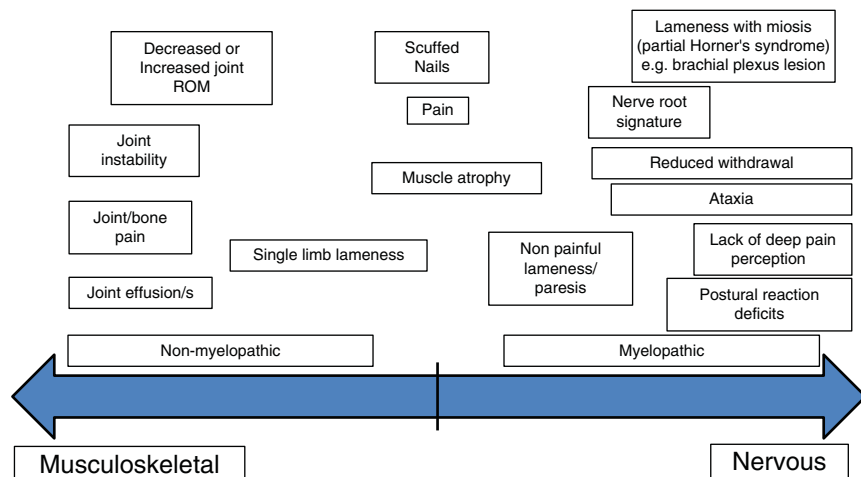 Decreased or
Increased joint
ROM
Scuffed
Nails
Lameness with miosis
(partial Horner's syndrome)
e.g. brachial plexus lesion
Pain
Nerve root
signature
Joint
instability
Muscle atrophy
Reduced withdrawal
Ataxia
Joint/bone
pain
Single limb lameness
Non painful
lameness/
paresis
Lack of deep pain
perception
Joint effusion/s
Postural reaction
deficits
Non-myelopathic
Myelopathic
Musculoskeletal
Nervous